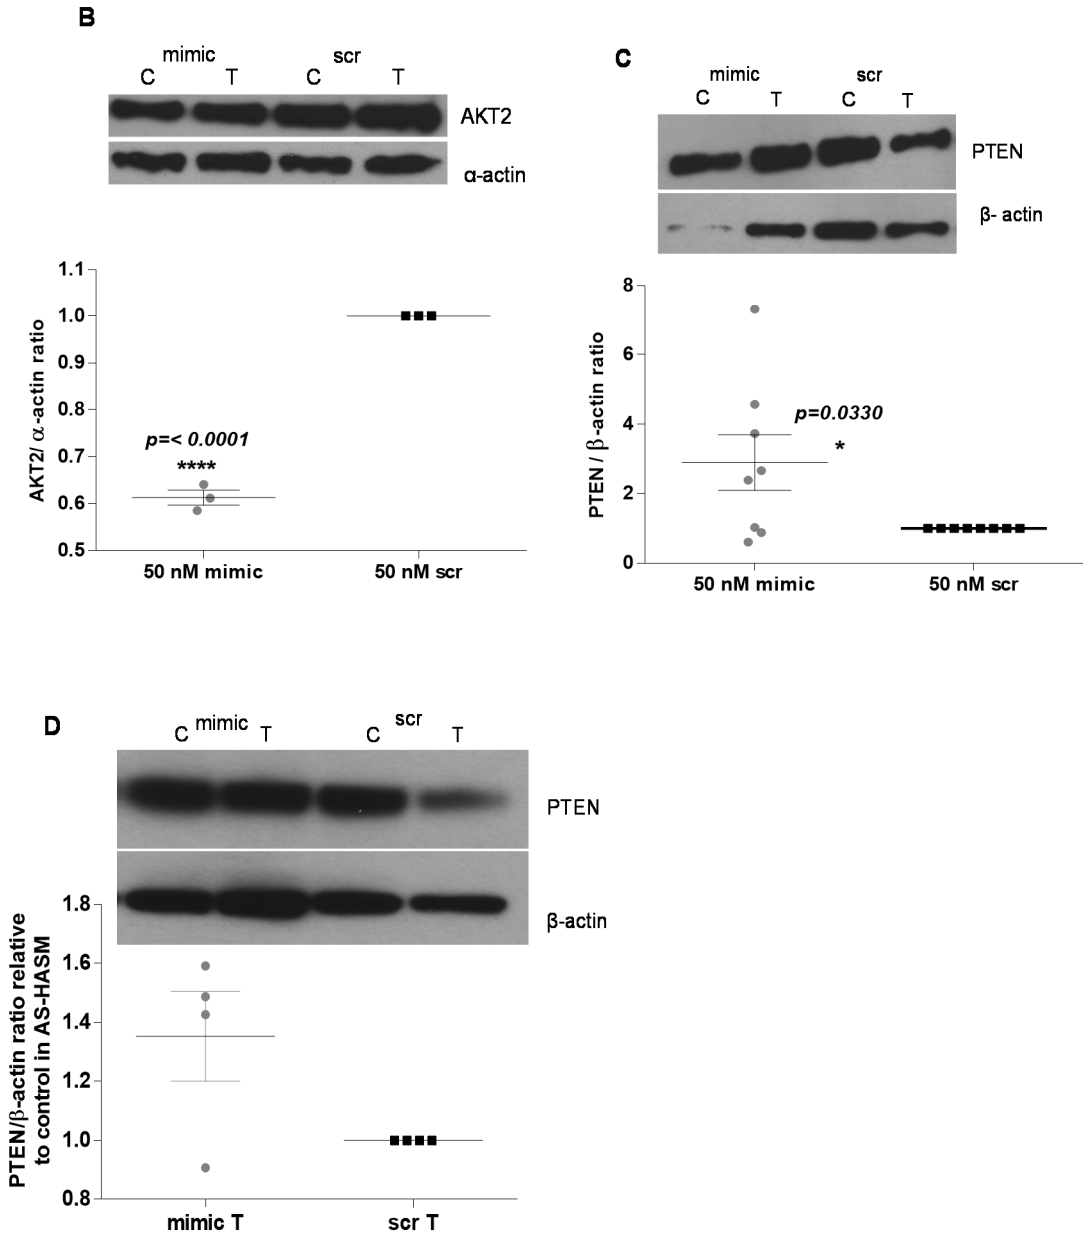 B
mimic scr
C T C T
AKT2
α-actin
AKT2/ α-actin ratio
1.1
1.0
0.9
0.8
0.7
0.6
0.5
p=< 0.0001
****
50 nM mimic 50 nM scr
C
mimic scr
C T C T
PTEN
β- actin
PTEN / β-actin ratio
8
6
4
2
0
p=0.0330
*
50 nM mimic 50 nM scr
D
mimic scr
C T C T
PTEN
β-actin
PTEN/β-actin ratio relative
to control in AS-HASM
1.8
1.6
1.4
1.2
1.0
0.8
mimic T scr T